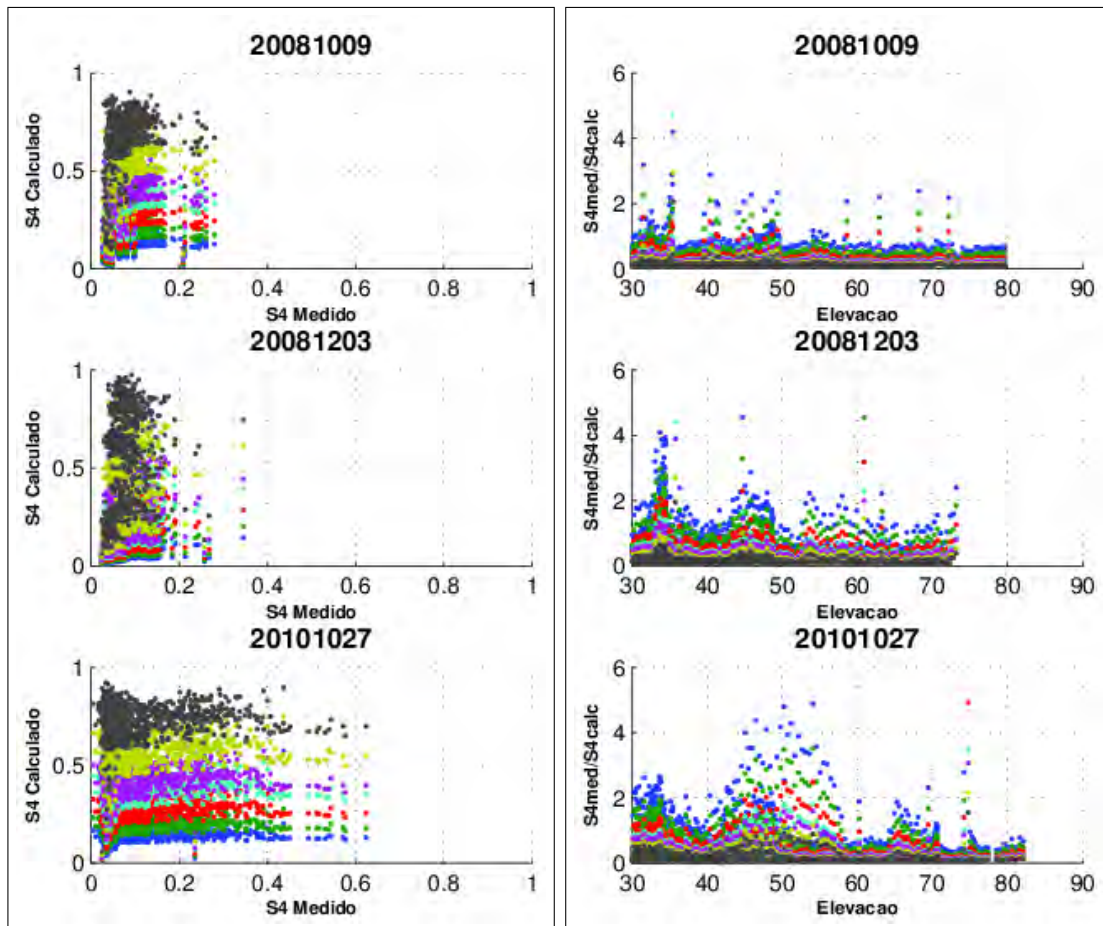 20081009
1
0.5
0
S4 Calculado
0 0.2 0.4 0.6 0.8 1
S4 Medido
20081203
1
0.5
0
S4 Calculado
0 0.2 0.4 0.6 0.8 1
S4 Medido
20101027
1
0.5
0
S4 Calculado
0 0.2 0.4 0.6 0.8 1
S4 Medido
20081009
6
4
2
0
S4med/S4calc
30 40 50 60 70 80 90
Elevacao
20081203
6
4
2
0
S4med/S4calc
30 40 50 60 70 80 90
Elevacao
20101027
6
4
2
0
S4med/S4calc
30 40 50 60 70 80 90
Elevacao